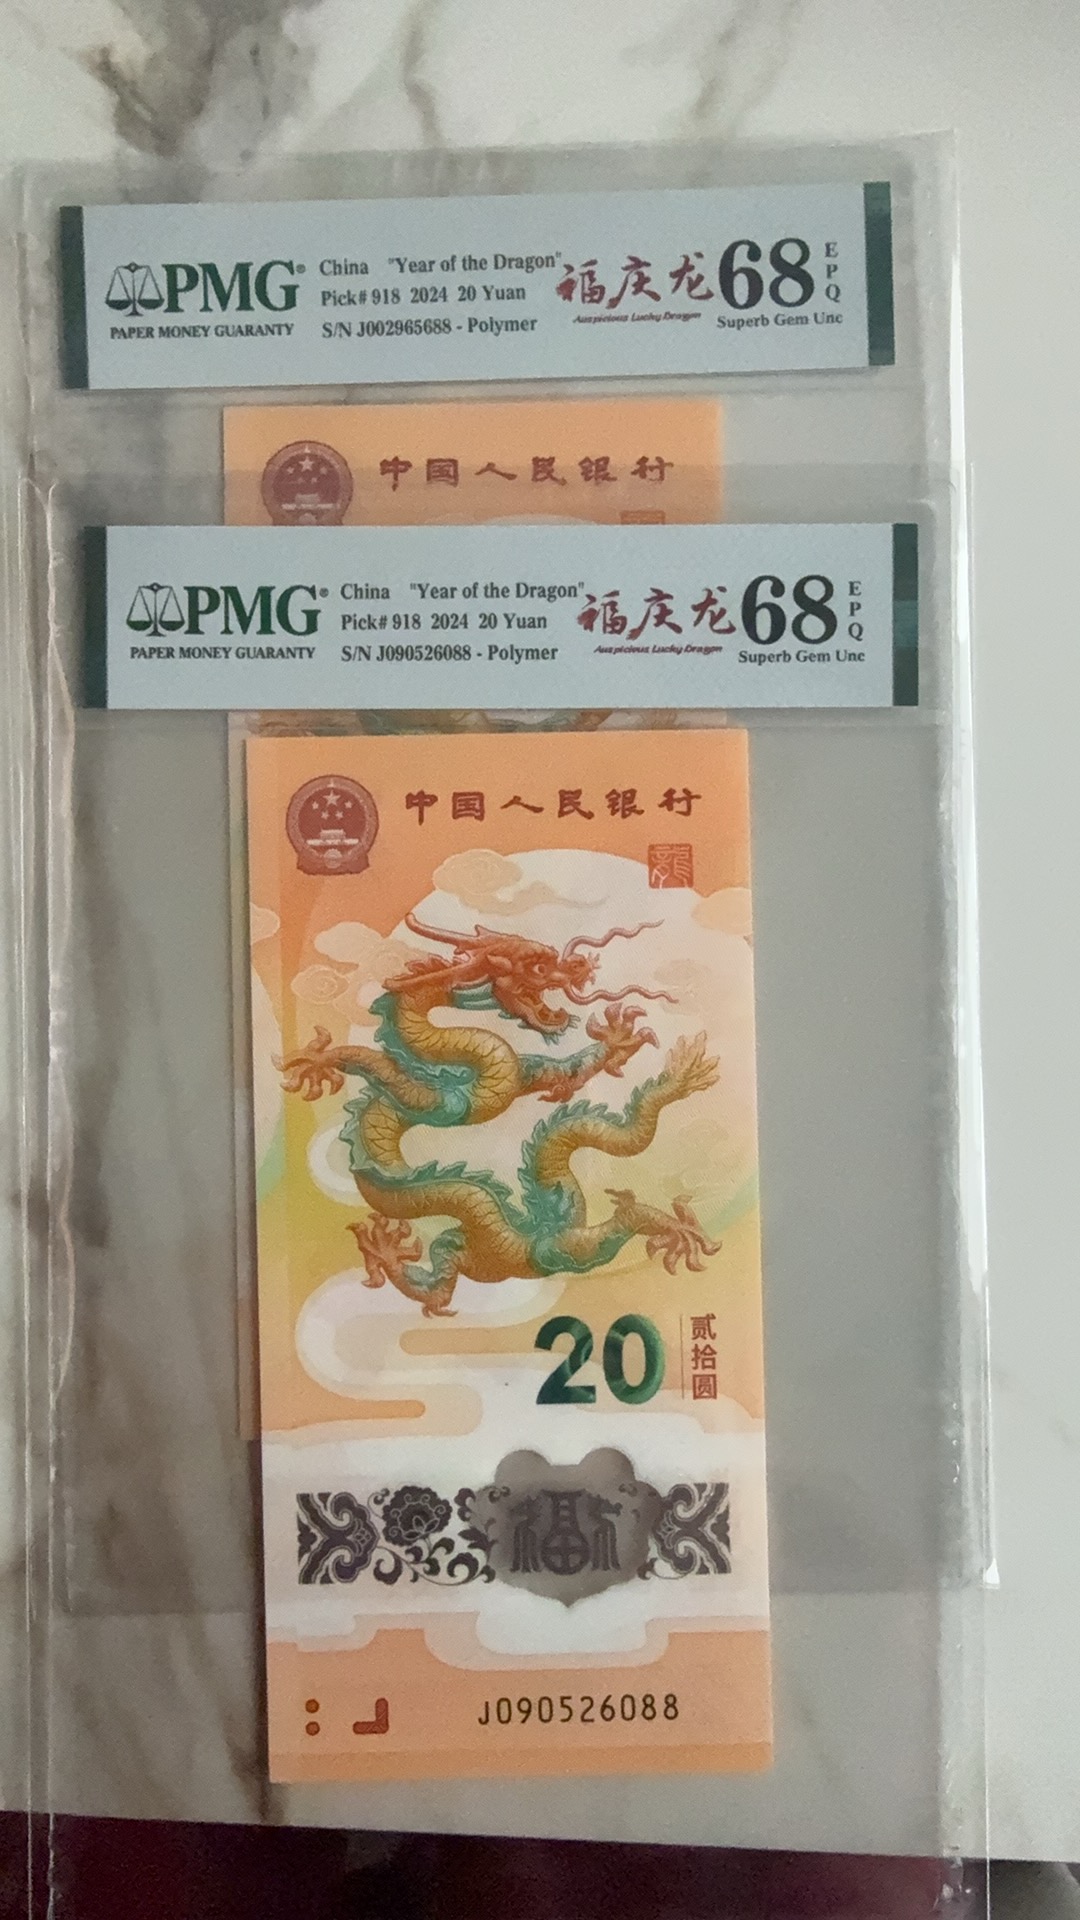 PMG®
PAPER MONEY GUARANTY
China "Year of the Dragon"
Pick# 918 2024 20 Yuan
S/N J002965688 - Polymer
福庆龙
Auspicious Lucky Dragon
68
EPQ
Superb Gem Unc
中国人民银行
PMG®
PAPER MONEY GUARANTY
China "Year of the Dragon"
Pick# 918 2024 20 Yuan
S/N J090526088 - Polymer
福庆龙
Auspicious Lucky Dragon
68
EPQ
Superb Gem Unc
中国人民银行
龍
20
贰拾圆
福
J090526088